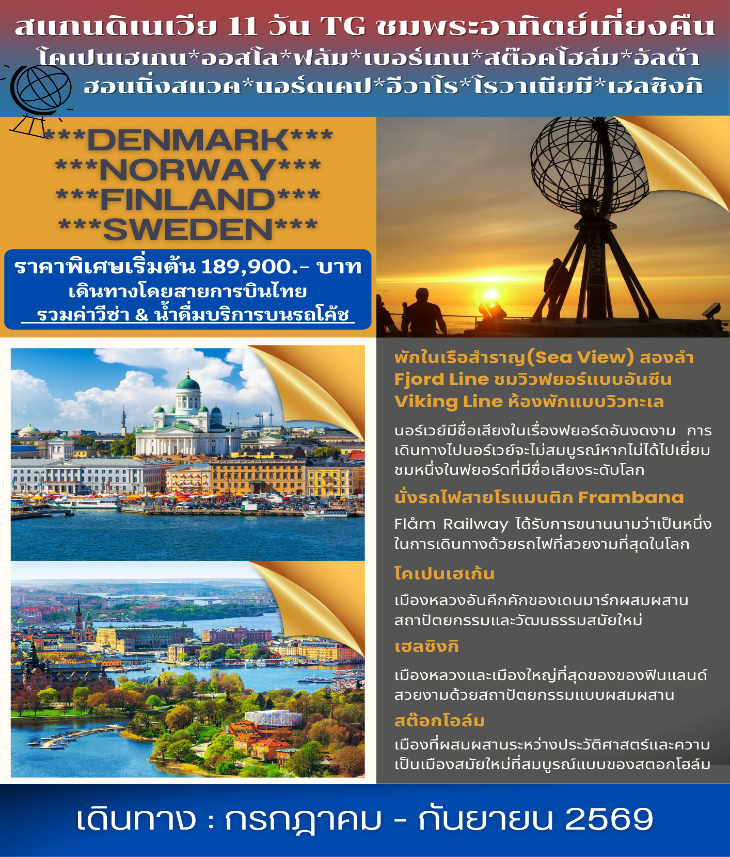 สแกนดิเนเวีย 11 วัน TG ชมพระอาทิตย์เที่ยงคืน
โคเปนเฮเกน*ออสโล*ฟลัม*เบอร์เกน*สต๊อคโฮล์ม*อัลต้า
ฮอนนิ่งสแวค*นอร์ดเคป*อีวาโร*โรวาเนียมี*เฮลซิงกิ
***DENMARK***
***NORWAY***
***FINLAND***
***SWEDEN***
ราคาพิเศษเริ่มต้น 189,900.- บาท
เดินทางโดยสายการบินไทย
รวมค่าวีซ่า & น้ำดื่มบริการบนรถโค้ช
พักในเรือสำราญ(Sea View) สองลำ
Fjord Line ชมวิวฟยอร์แบบอันซีน
Viking Line ห้องพักแบบวิวทะเล
นอร์เวย์มีชื่อเสียงในเรื่องฟยอร์ดอันงดงาม การ
เดินทางไปนอร์เวย์จะไม่สมบูรณ์หากไม่ได้ไปเยี่ยม
ชมหนึ่งในฟยอร์ดที่มีชื่อเสียงระดับโลก
นั่งรถไฟสายโรแมนติก Frambana
Flåm Railway ได้รับการขนานนามว่าเป็นหนึ่ง
ในการเดินทางด้วยรถไฟที่สวยงามที่สุดในโลก
โคเปนเฮเก้น
เมืองหลวงอันคึกคักของเดนมาร์กผสมผสาน
สถาปัตยกรรมและวัฒนธรรมสมัยใหม่
เฮลซิงกิ
เมืองหลวงและเมืองใหญ่ที่สุดของของฟินแลนด์
สวยงามด้วยสถาปัตยกรรมแบบผสมผสาน
สต๊อกโอล์ม
เมืองที่ผสมผสานระหว่างประวัติศาสตร์และความ
เป็นเมืองสมัยใหม่ที่สมบูรณ์แบบของสตอกโฮล์ม
เดินทาง : กรกฎาคม - กันยายน 2569